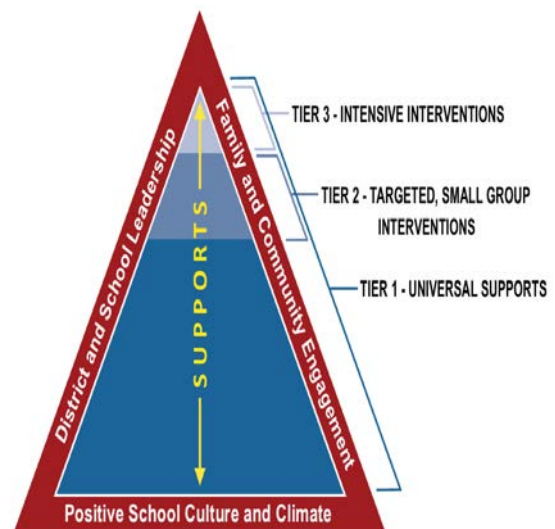 TIER 3 - INTENSIVE INTERVENTIONS
TIER 2 - TARGETED, SMALL GROUP
INTERVENTIONS
TIER 1 - UNIVERSAL SUPPORTS
District and School Leadership
SUPPORTS
Family and Community Engagement
Positive School Culture and Climate